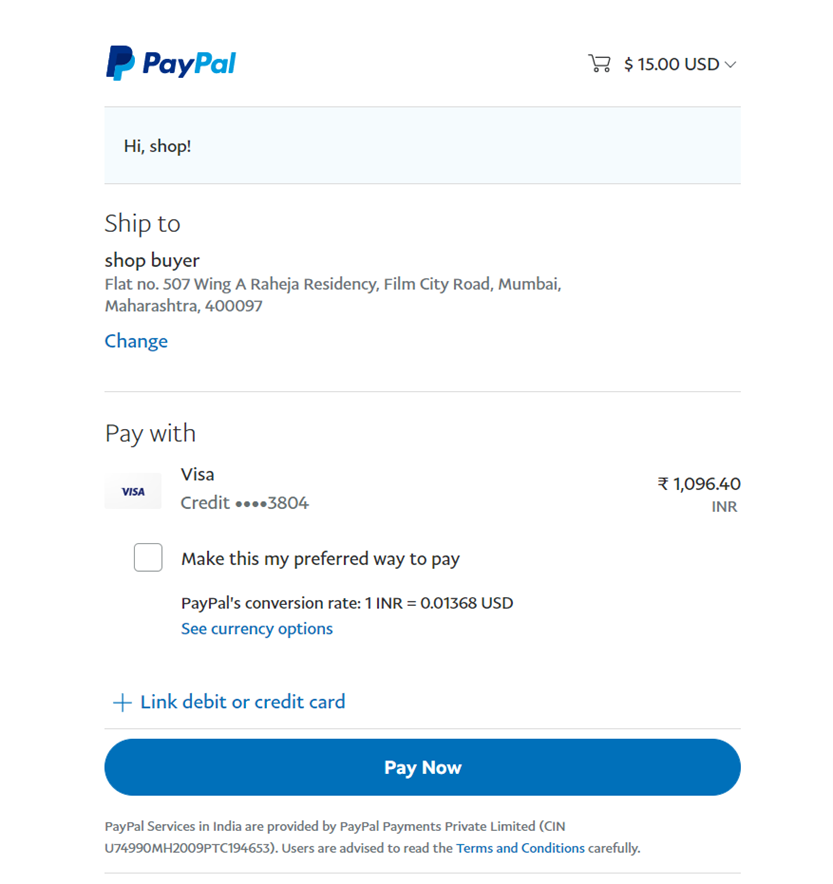 PayPal
$ 15.00 USD
Hi, shop!
Ship to
shop buyer
Flat no. 507 Wing A Raheja Residency, Film City Road, Mumbai,
Maharashtra, 400097
Change
Pay with
VISA
Visa
Credit ••••3804
₹ 1,096.40
INR
Make this my preferred way to pay
PayPal's conversion rate: 1 INR = 0.01368 USD
See currency options
+ Link debit or credit card
Pay Now
PayPal Services in India are provided by PayPal Payments Private Limited (CIN
U74990MH2009PTC194653). Users are advised to read the Terms and Conditions carefully.